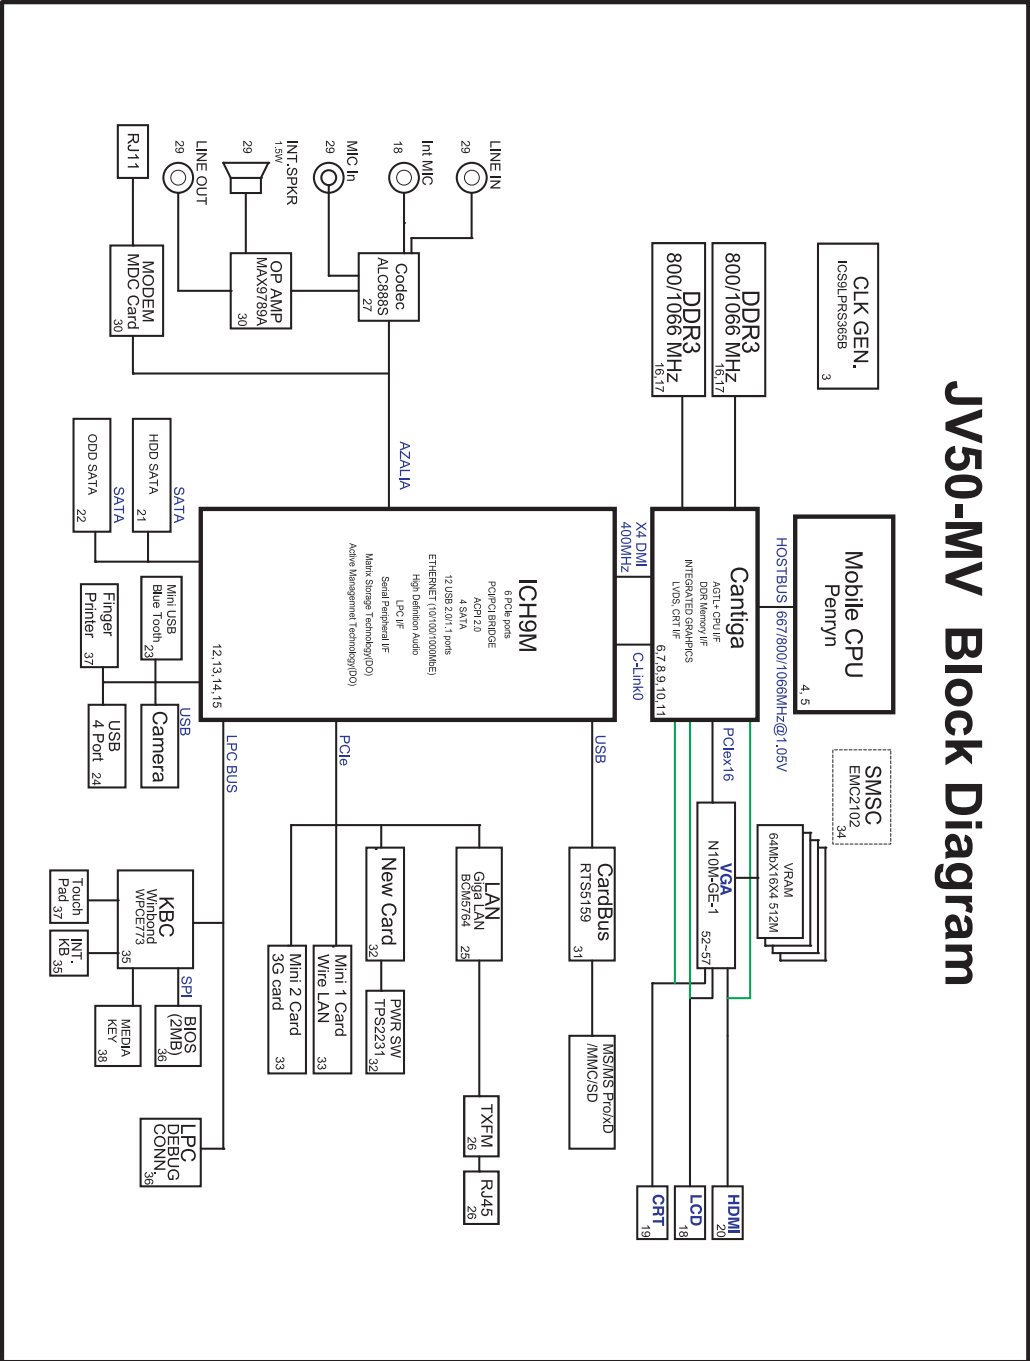 JV50-MV Block Diagram
CLK GEN.
ICS9LPRS365B
3
Mobile CPU
Penryn
4, 5
SMSC
EMC2102
34
HOSTBUS 667/800/1066MHz@1.05V
DDR3
800/1066 MHz
16,17
DDR3
800/1066 MHz
16,17
Cantiga
AGTL+ CPU I/F
DDR Memory I/F
INTEGRATED GRAHPICS
LVDS, CRT I/F
6,7,8,9,10,11
PCIex16
VRAM
64MbX16X4 512M
VGA
N10M-GE-1
52~57
HDMI
20
LCD
18
CRT
19
X4 DMI
400MHz
C-Link0
LINE IN
29
Int MIC
18
MIC In
29
INT.SPKR
1.5W
29
LINE OUT
29
RJ11
Codec
ALC888S
27
OP AMP
MAX9789A
30
MODEM
MDC Card
30
AZALIA
ICH9M
6 PCIe ports
PCI/PCI BRIDGE
ACPI 2.0
4 SATA
12 USB 2.0/1.1 ports
ETHERNET (10/100/1000MbE)
High Definition Audio
LPC I/F
Serial Peripheral I/F
Matrix Storage Technology(DO)
Active Managemnet Technology(DO)
12,13,14,15
USB
CardBus
RTS5159
31
MS/MS Pro/xD
/MMC/SD
LAN
Giga LAN
BCM5764
25
TXFM
26
RJ45
26
PCIe
New Card
32
PWR SW
TPS2231
32
Mini 1 Card
Wire LAN
33
Mini 2 Card
3G card
33
SATA
HDD SATA
21
SATA
ODD SATA
22
Mini USB
Blue Tooth
23
USB
Camera
Finger
Printer
37
USB
4 Port
24
LPC BUS
KBC
Winbond
WPCE773
35
SPI
BIOS
(2MB)
36
MEDIA
KEY
38
Touch
Pad
37
INT.
KB
35
LPC
DEBUG
CONN.
36